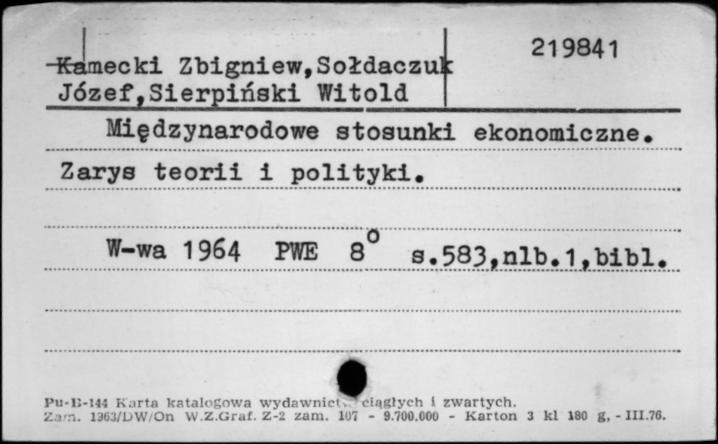 219841
Kamecki Zbigniew,Sołdaczuk
Józef,Sierpiński Witold
Międzynarodowe stosunki ekonomiczne.
Zarys teorii i polityki.
W-wa 1964 PWE 8° s.583,nlb.1,bibl.
Pu-B-144 Karta katalogowa wydawnictw ciągłych i zwartych.
Zam. 1363/DW/On W.Z.Graf. Z-2 zam. 107 - 9.700.000 - Karton 3 kl 180 g, - III.76.